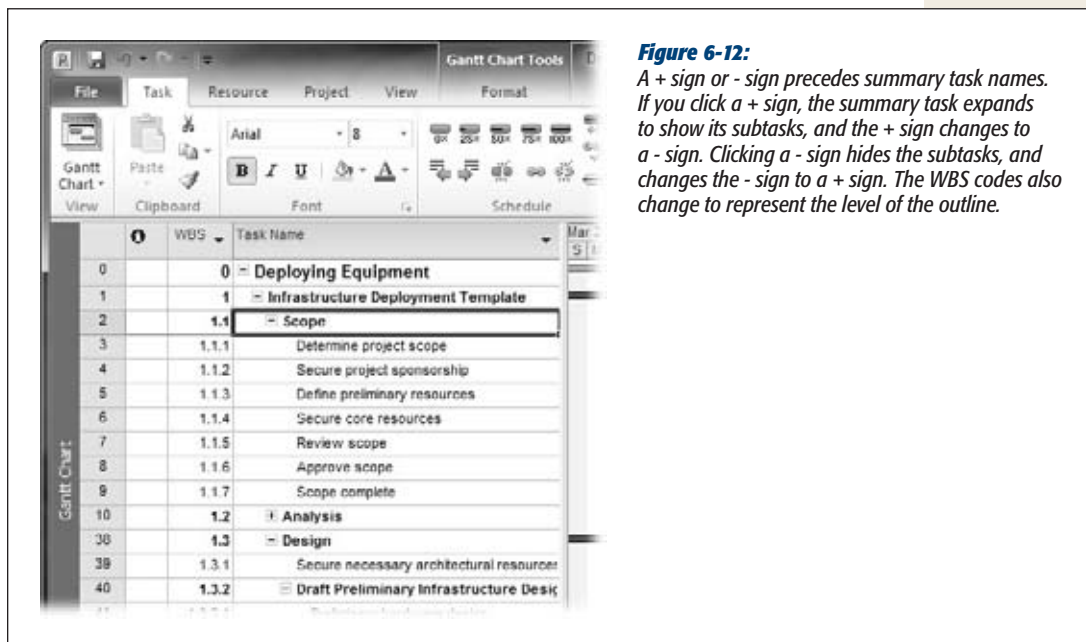 Gantt Chart Tools
File Task Resource Project View Format
Arial 8
Gantt Chart
Paste
B I U A
0% 25% 50% 75% 100%
View Clipboard Font Schedule
WBS Task Name Mar
S
0 0 - Deploying Equipment
1 1 - Infrastructure Deployment Template
2 1.1 - Scope
3 1.1.1 Determine project scope
4 1.1.2 Secure project sponsorship
5 1.1.3 Define preliminary resources
6 1.1.4 Secure core resources
7 1.1.5 Review scope
8 1.1.6 Approve scope
9 1.1.7 Scope complete
10 1.2 + Analysis
38 1.3 - Design
39 1.3.1 Secure necessary architectural resources
40 1.3.2 - Draft Preliminary Infrastructure Desig
Gantt Chart
Figure 6-12:
A + sign or - sign precedes summary task names.
If you click a + sign, the summary task expands
to show its subtasks, and the + sign changes to
a - sign. Clicking a - sign hides the subtasks, and
changes the - sign to a + sign. The WBS codes also
change to represent the level of the outline.